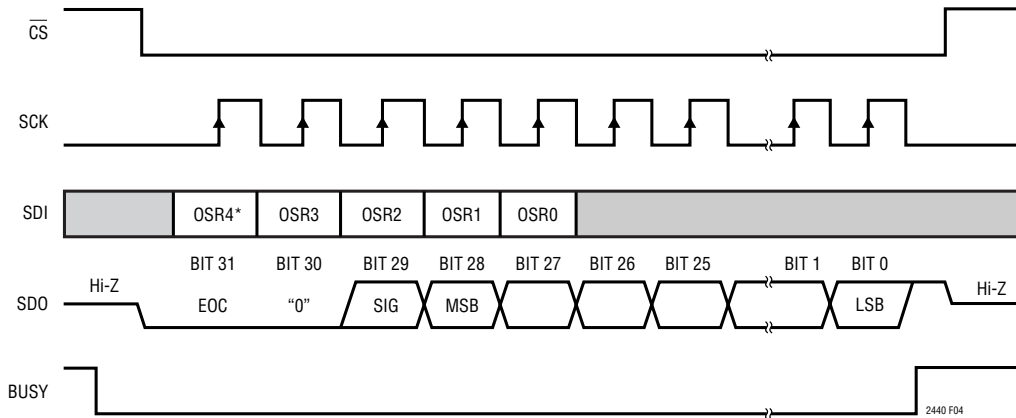 CS
SCK
SDI OSR4* OSR3 OSR2 OSR1 OSR0
BIT 31 BIT 30 BIT 29 BIT 28 BIT 27 BIT 26 BIT 25 BIT 1 BIT 0
SDO Hi-Z EOC “0” SIG MSB LSB Hi-Z
BUSY
2440 F04